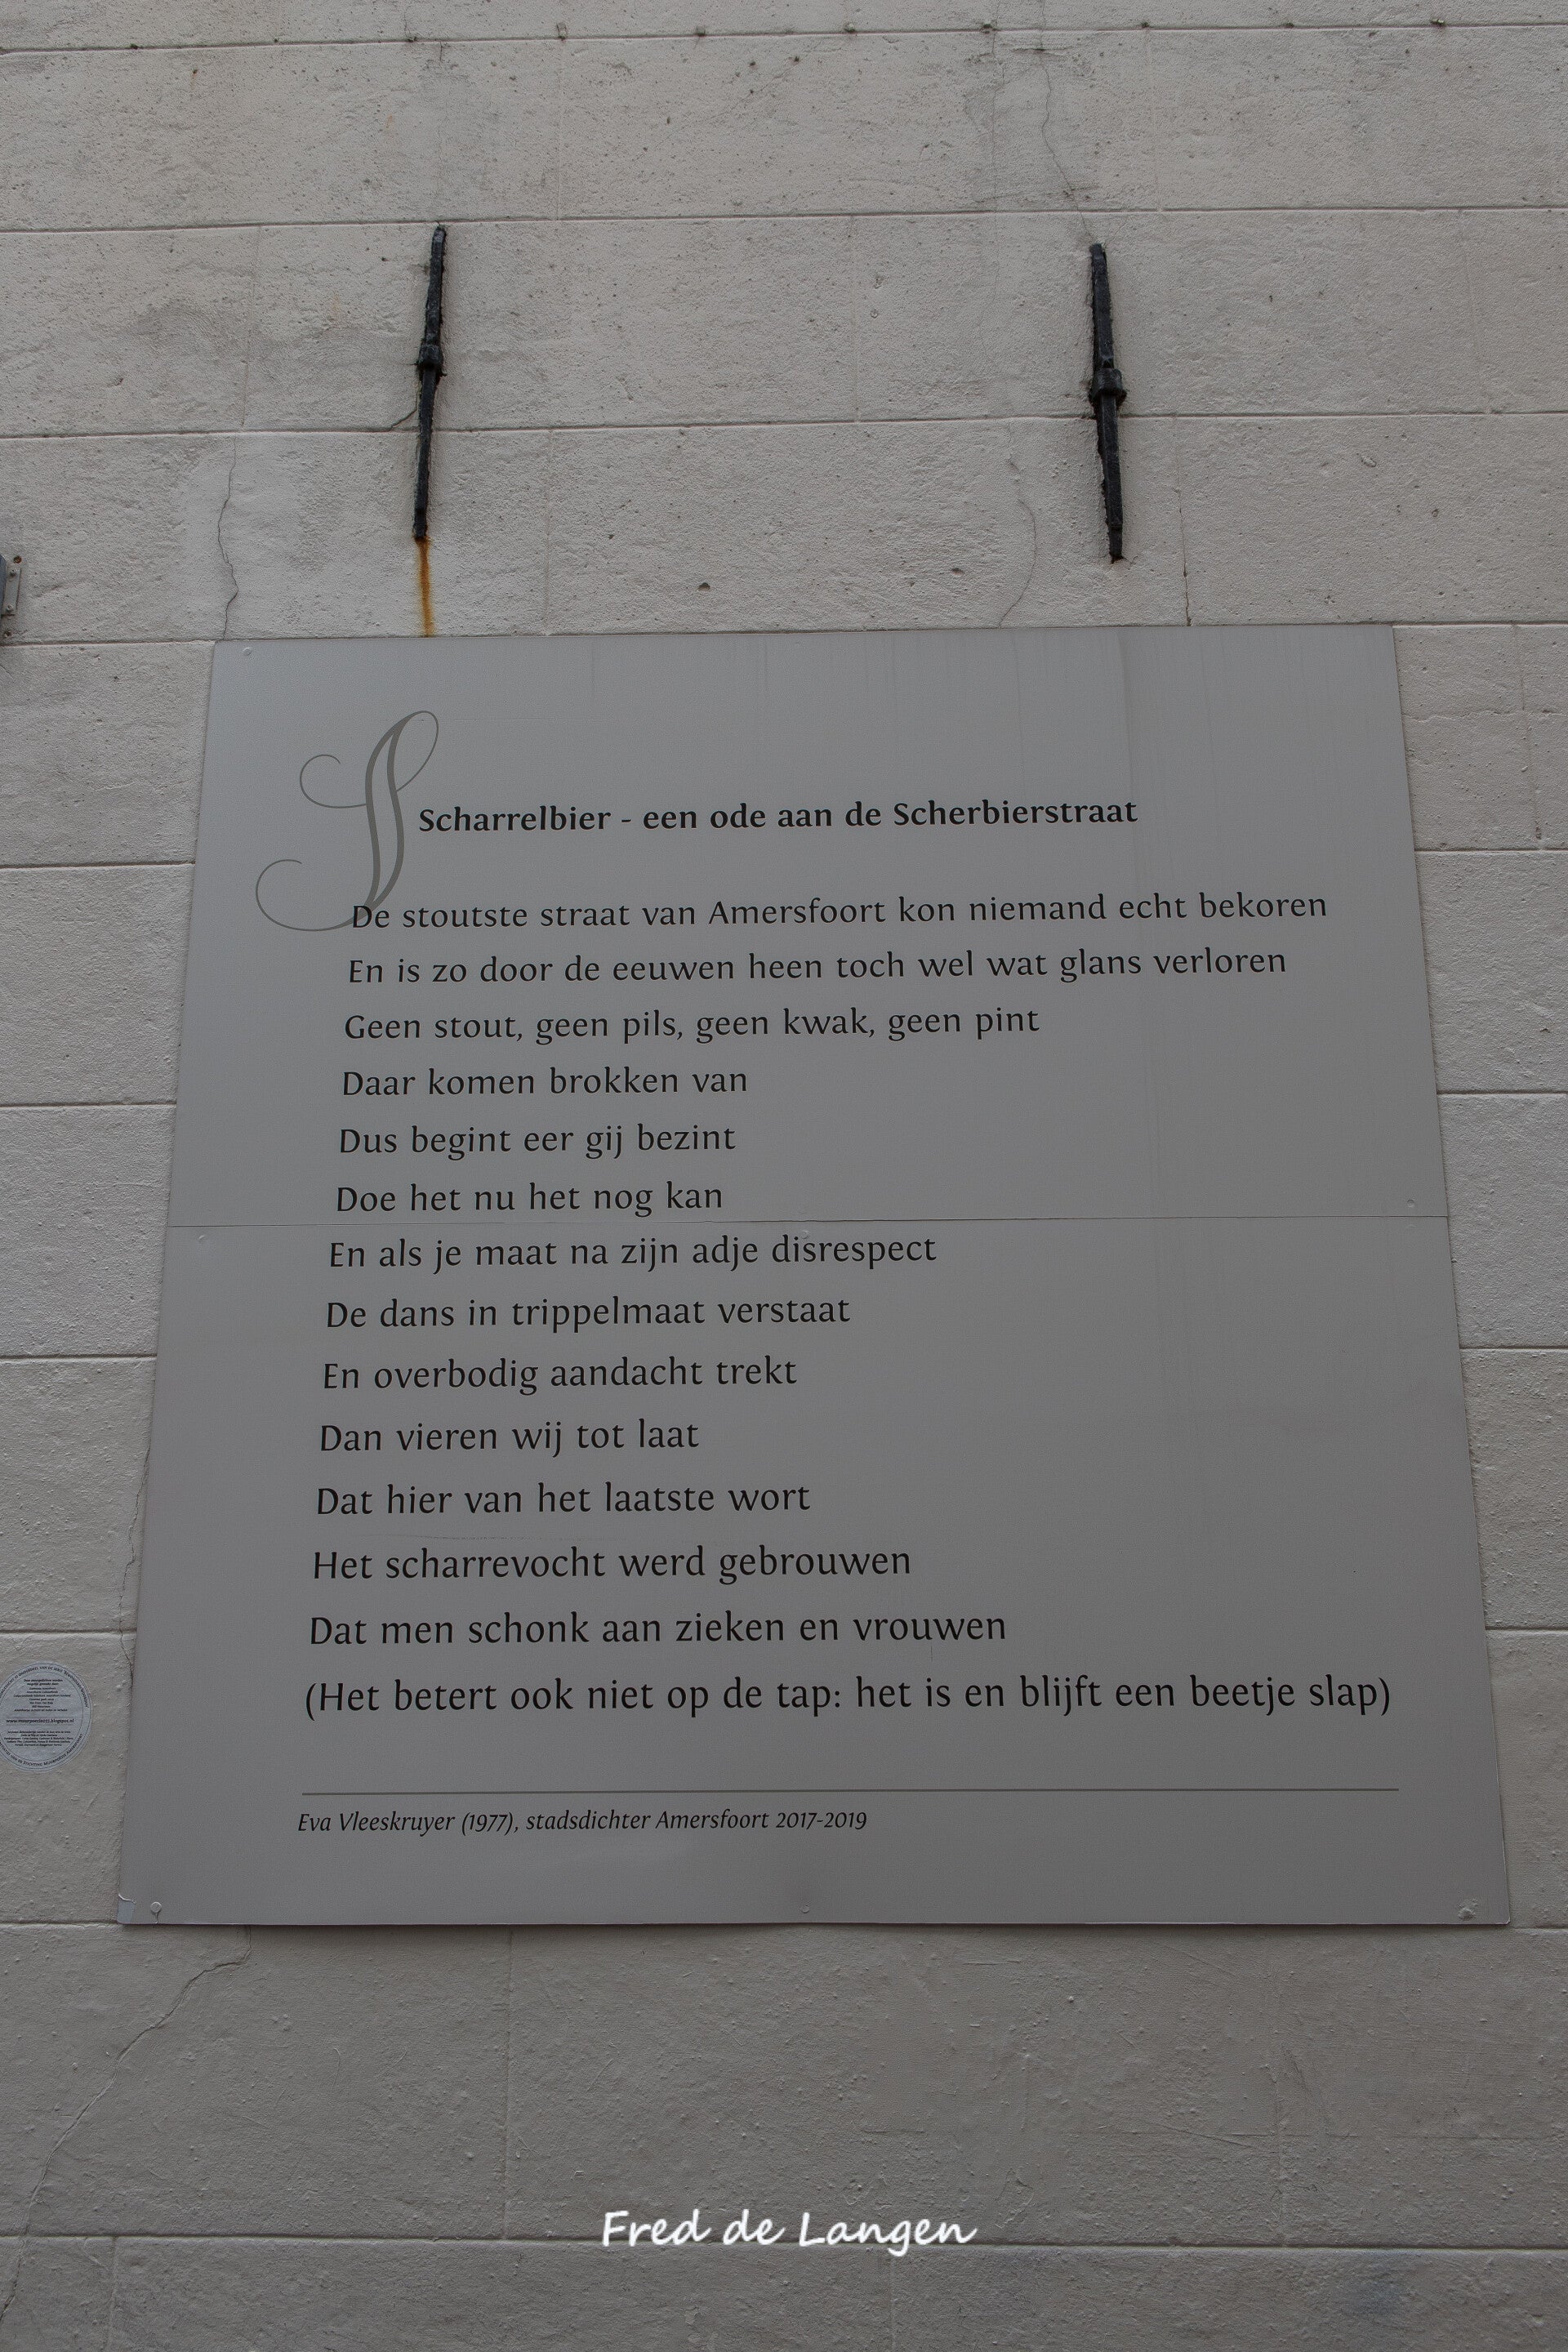 Scharrelbier - een ode aan de Scherbierstraat
De stoutste straat van Amersfoort kon niemand echt bekoren
En is zo door de eeuwen heen toch wel wat glans verloren
Geen stout, geen pils, geen kwak, geen pint
Daar komen brokken van
Dus begint eer gij bezint
Doe het nu het nog kan
En als je maat na zijn adje disrespect
De dans in trippelmaat verstaat
En overbodig aandacht trekt
Dan vieren wij tot laat
Dat hier van het laatste wort
Het scharrevocht werd gebrouwen
Dat men schonk aan zieken en vrouwen
(Het betert ook niet op de tap: het is en blijft een beetje slap)
Eva Vleeskruyer (1977), stadsdichter Amersfoort 2017-2019
Fred de Langen